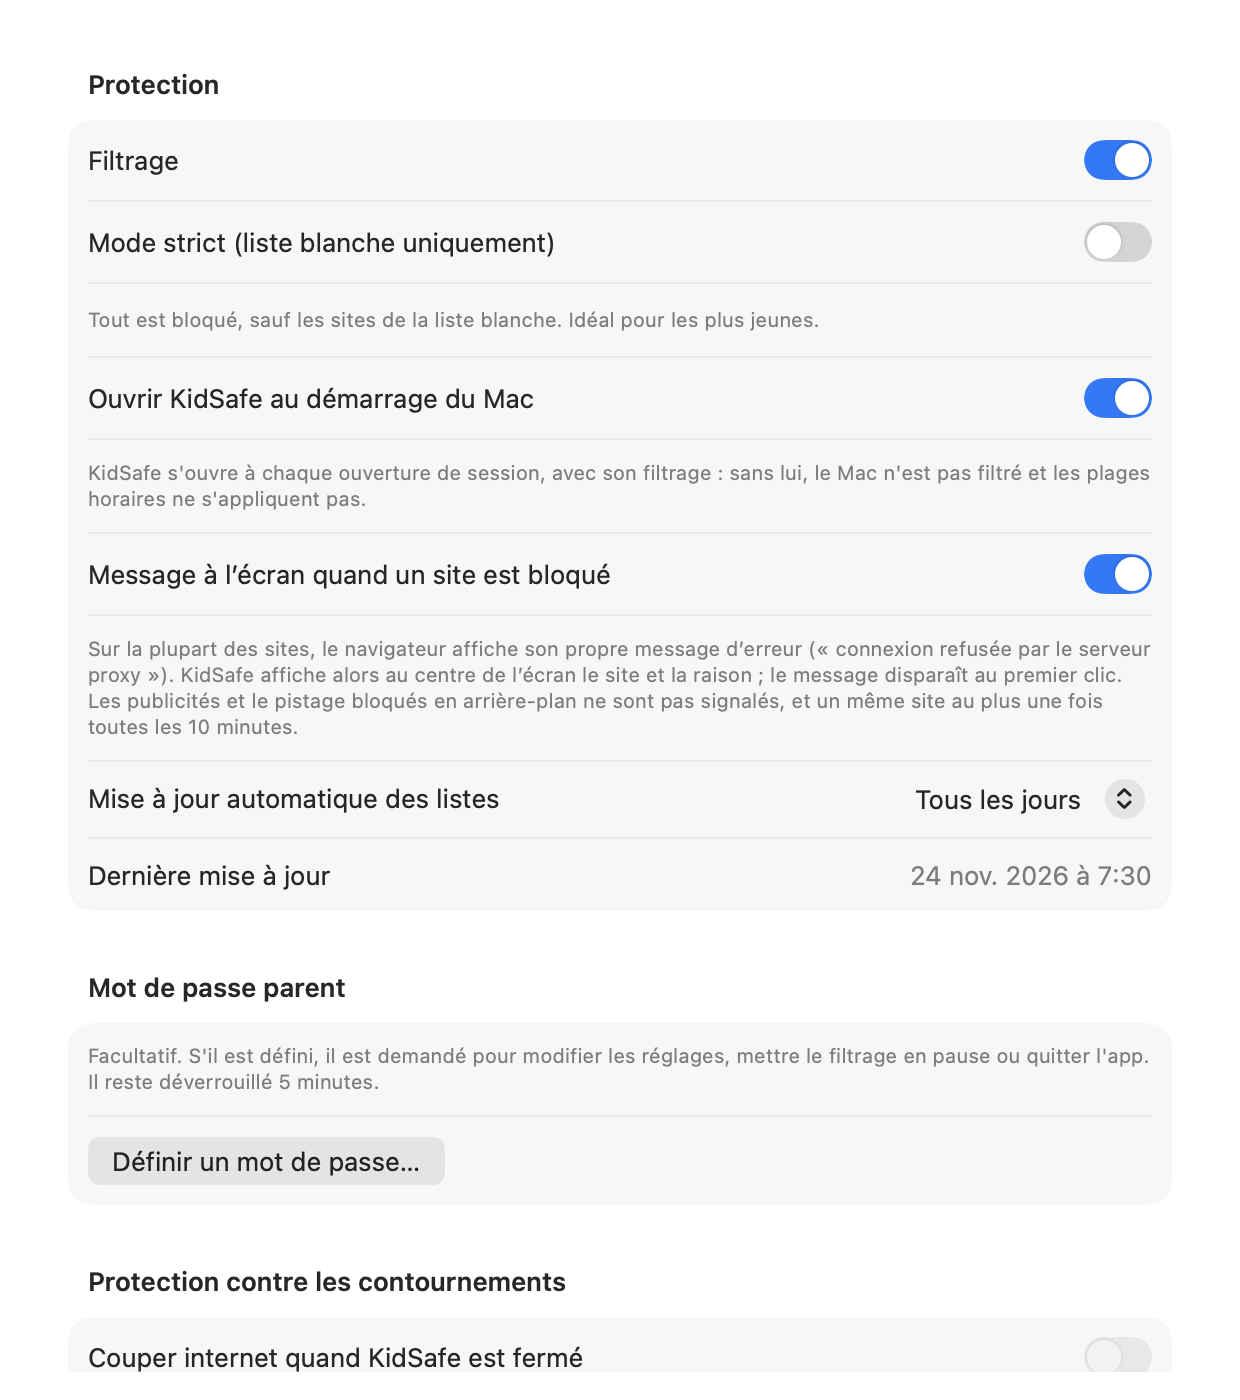 Protection
Filtrage
Mode strict (liste blanche uniquement)
Tout est bloqué, sauf les sites de la liste blanche. Idéal pour les plus jeunes.
Ouvrir KidSafe au démarrage du Mac
KidSafe s'ouvre à chaque ouverture de session, avec son filtrage : sans lui, le Mac n'est pas filtré et les plages
horaires ne s'appliquent pas.
Message à l’écran quand un site est bloqué
Sur la plupart des sites, le navigateur affiche son propre message d’erreur (« connexion refusée par le serveur
proxy »). KidSafe affiche alors au centre de l’écran le site et la raison ; le message disparaît au premier clic.
Les publicités et le pistage bloqués en arrière-plan ne sont pas signalés, et un même site au plus une fois
toutes les 10 minutes.
Mise à jour automatique des listes Tous les jours
Dernière mise à jour 24 nov. 2026 à 7:30
Mot de passe parent
Facultatif. S'il est défini, il est demandé pour modifier les réglages, mettre le filtrage en pause ou quitter l'app.
Il reste déverrouillé 5 minutes.
Définir un mot de passe...
Protection contre les contournements
Couper internet quand KidSafe est fermé